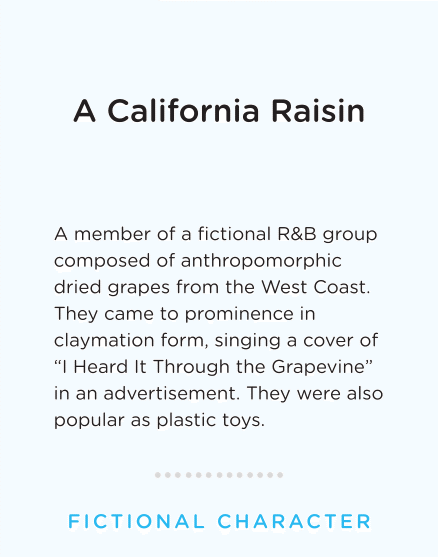 A California Raisin
A member of a fictional R&B group
composed of anthropomorphic
dried grapes from the West Coast.
They came to prominence in
claymation form, singing a cover of
“I Heard It Through the Grapevine”
in an advertisement. They were also
popular as plastic toys.
FICTIONAL CHARACTER